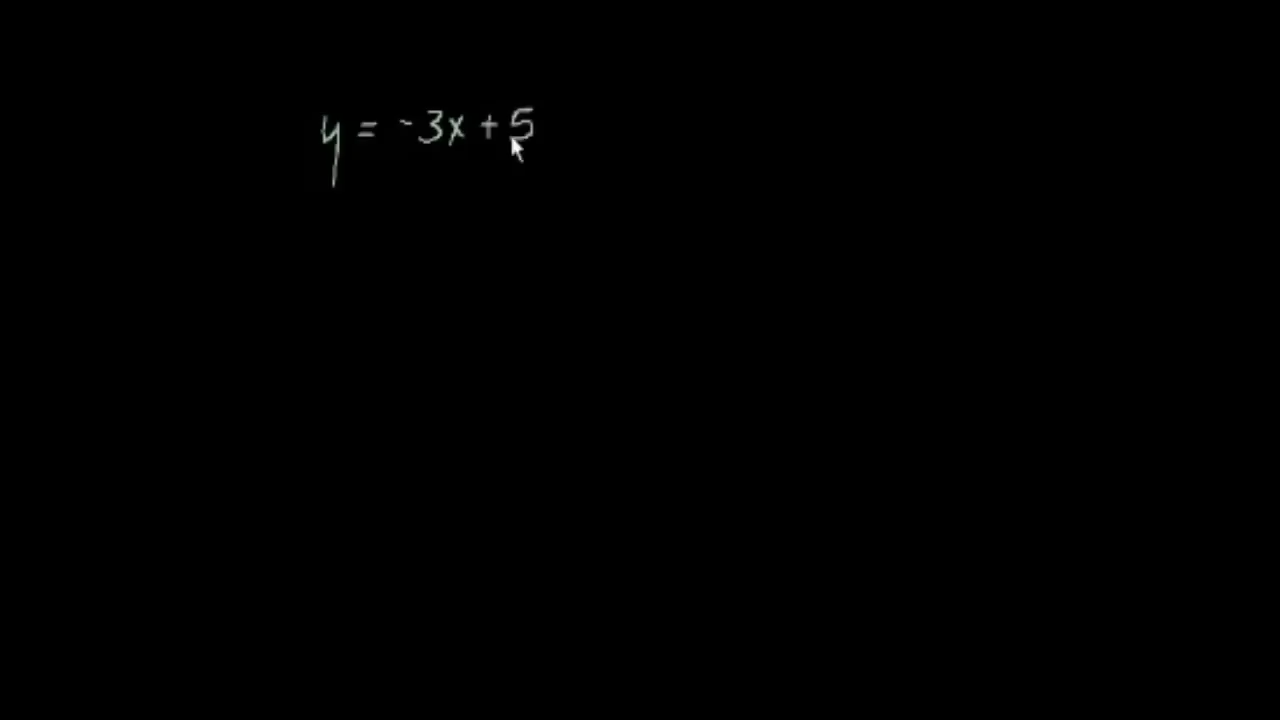 y = -3x + 5